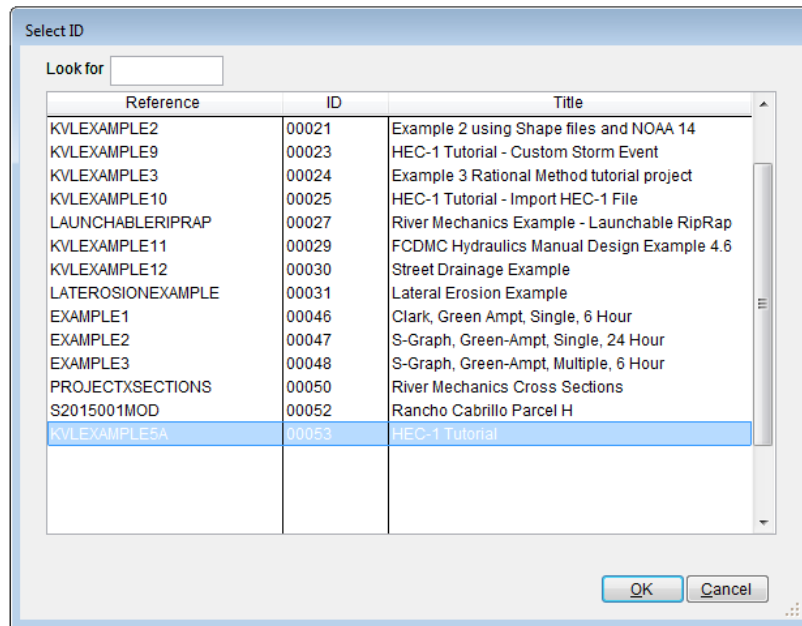 Select ID
Look for
Reference ID Title
KVLEXAMPLE2 00021 Example 2 using Shape files and NOAA 14
KVLEXAMPLE9 00023 HEC-1 Tutorial - Custom Storm Event
KVLEXAMPLE3 00024 Example 3 Rational Method tutorial project
KVLEXAMPLE10 00025 HEC-1 Tutorial - Import HEC-1 File
LAUNCHABLERIPRAP 00027 River Mechanics Example - Launchable RipRap
KVLEXAMPLE11 00029 FCDMC Hydraulics Manual Design Example 4.6
KVLEXAMPLE12 00030 Street Drainage Example
LATEROSIONEXAMPLE 00031 Lateral Erosion Example
EXAMPLE1 00046 Clark, Green Ampt, Single, 6 Hour
EXAMPLE2 00047 S-Graph, Green-Ampt, Single, 24 Hour
EXAMPLE3 00048 S-Graph, Green-Ampt, Multiple, 6 Hour
PROJECTXSECTIONS 00050 River Mechanics Cross Sections
S2015001MOD 00052 Rancho Cabrillo Parcel H
KVLEXAMPLE5A 00053 HEC-1 Tutorial
OK Cancel